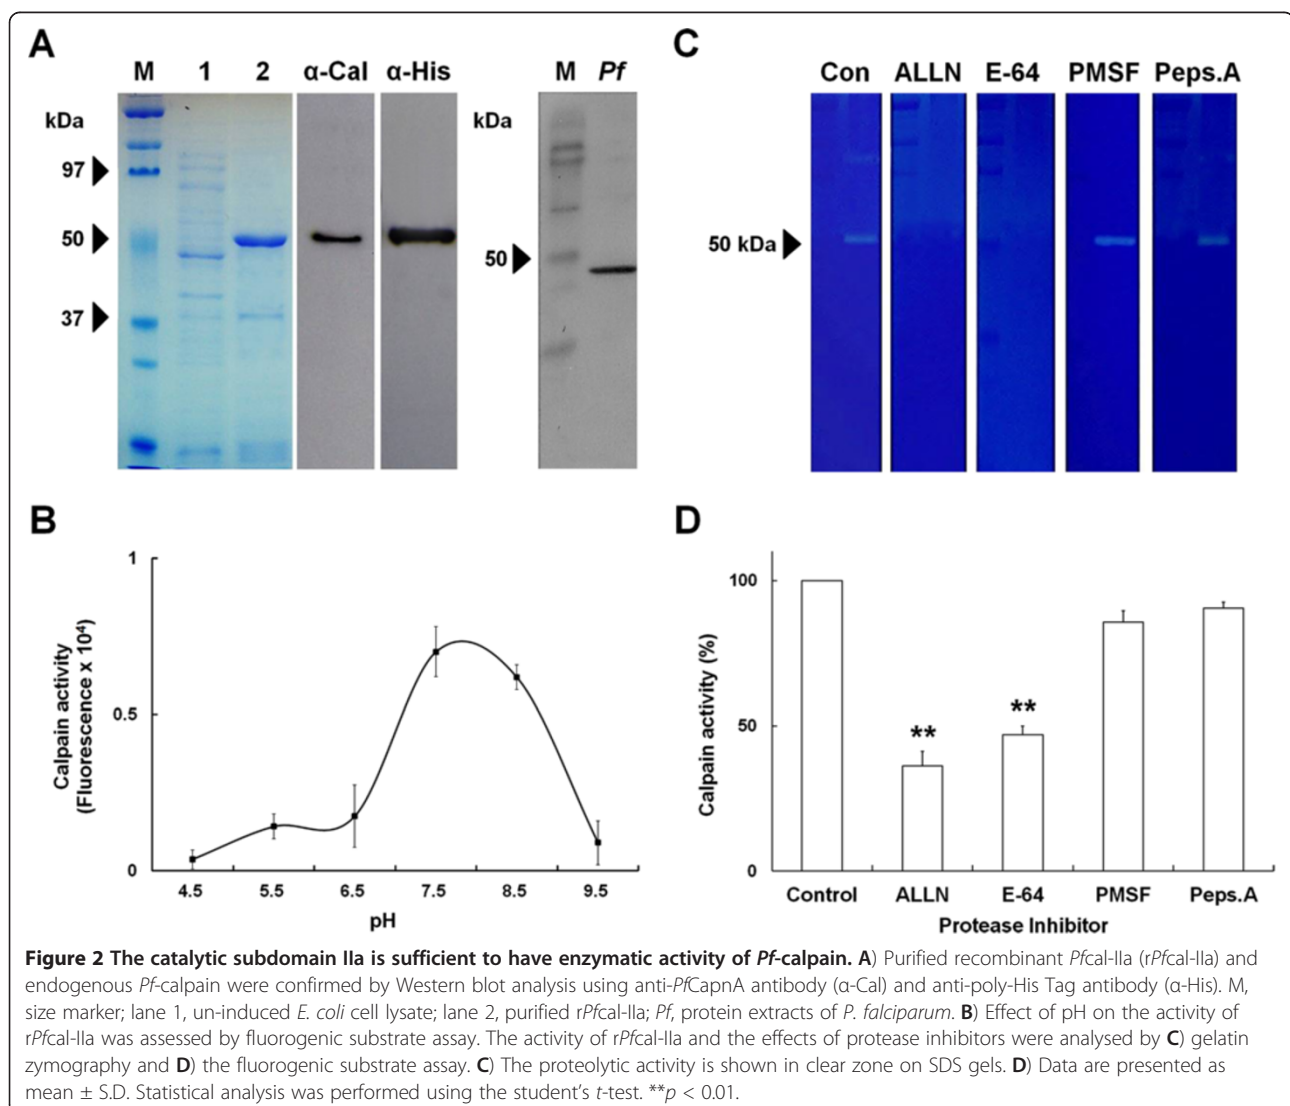 A
M 1 2 α-Cal α-His
M Pf
kDa
97
50
37
kDa
50
C
Con ALLN E-64 PMSF Peps.A
50 kDa
B
Calpain activity
(Fluorescence x 10⁴)
1
0.5
0
4.5 5.5 6.5 7.5 8.5 9.5
pH
D
Calpain activity (%)
100
50
0
** **
Control ALLN E-64 PMSF Peps.A
Protease Inhibitor
Figure 2 The catalytic subdomain IIa is sufficient to have enzymatic activity of Pf-calpain. A) Purified recombinant Pfcal-IIa (rPfcal-IIa) and
endogenous Pf-calpain were confirmed by Western blot analysis using anti-PfCapnA antibody (α-Cal) and anti-poly-His Tag antibody (α-His). M,
size marker; lane 1, un-induced E. coli cell lysate; lane 2, purified rPfcal-IIa; Pf, protein extracts of P. falciparum. B) Effect of pH on the activity of
rPfcal-IIa was assessed by fluorogenic substrate assay. The activity of rPfcal-IIa and the effects of protease inhibitors were analysed by C) gelatin
zymography and D) the fluorogenic substrate assay. C) The proteolytic activity is shown in clear zone on SDS gels. D) Data are presented as
mean ± S.D. Statistical analysis was performed using the student's t-test. **p < 0.01.